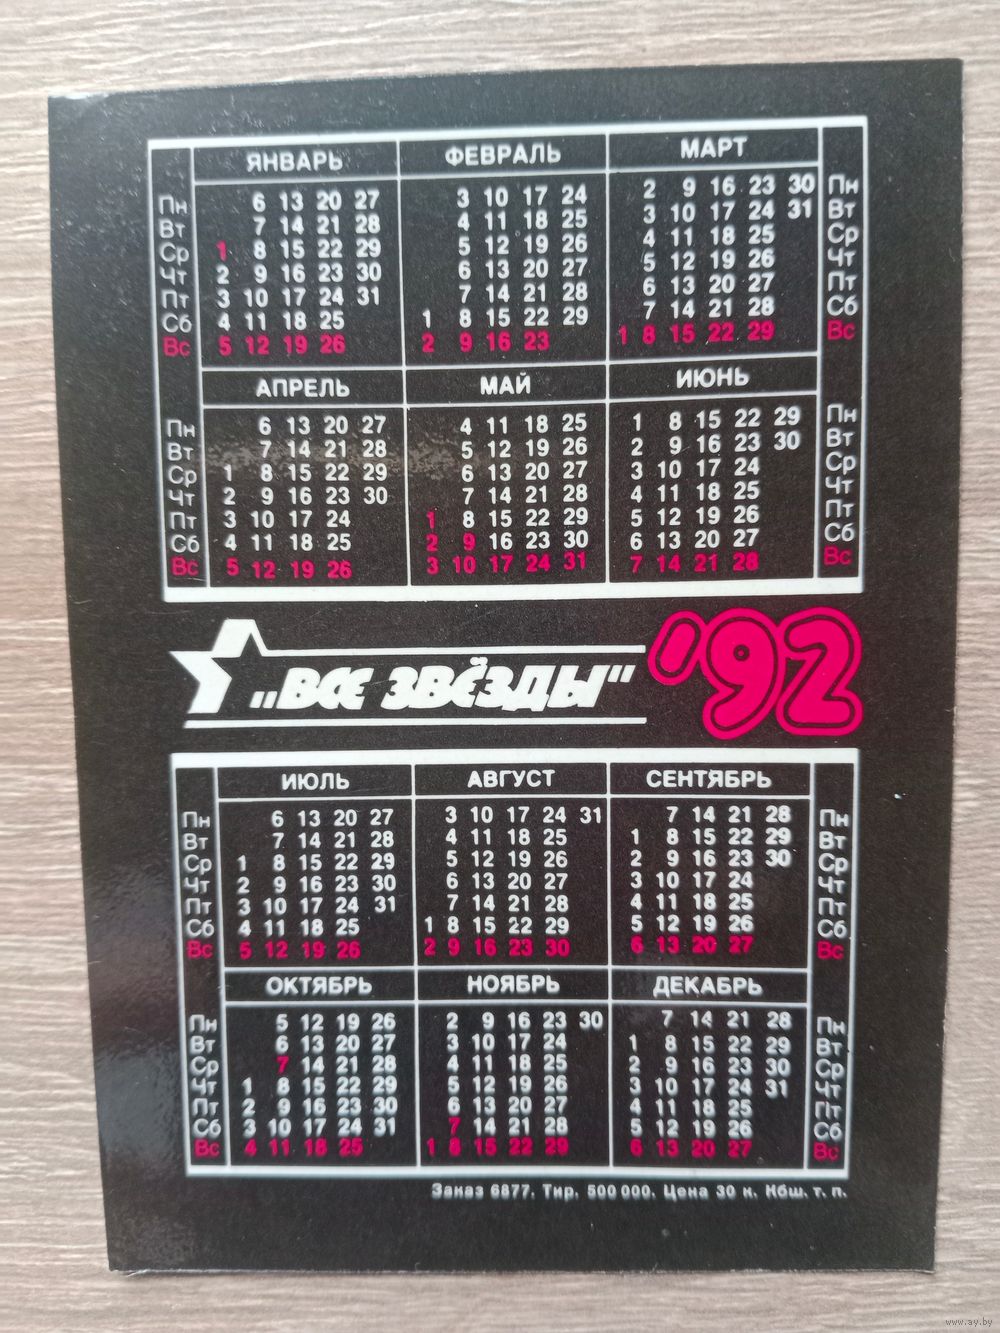 ЯНВАРЬ ФЕВРАЛЬ МАРТ
Пн 6 13 20 27 3 10 17 24 2 9 16 23 30 Пн
Вт 7 14 21 28 4 11 18 25 3 10 17 24 31 Вт
Ср 1 8 15 22 29 5 12 19 26 4 11 18 25 Ср
Чт 2 9 16 23 30 6 13 20 27 5 12 19 26 Чт
Пт 3 10 17 24 31 7 14 21 28 6 13 20 27 Пт
Сб 4 11 18 25 1 8 15 22 29 7 14 21 28 Сб
Вс 5 12 19 26 2 9 16 23 1 8 15 22 29 Вс
АПРЕЛЬ МАЙ ИЮНЬ
Пн 6 13 20 27 4 11 18 25 1 8 15 22 29 Пн
Вт 7 14 21 28 5 12 19 26 2 9 16 23 30 Вт
Ср 1 8 15 22 29 6 13 20 27 3 10 17 24 Ср
Чт 2 9 16 23 30 7 14 21 28 4 11 18 25 Чт
Пт 3 10 17 24 1 8 15 22 29 5 12 19 26 Пт
Сб 4 11 18 25 2 9 16 23 30 6 13 20 27 Сб
Вс 5 12 19 26 3 10 17 24 31 7 14 21 28 Вс
„ВСЕ ЗВЁЗДЫ" '92
ИЮЛЬ АВГУСТ СЕНТЯБРЬ
Пн 6 13 20 27 3 10 17 24 31 7 14 21 28 Пн
Вт 7 14 21 28 4 11 18 25 1 8 15 22 29 Вт
Ср 1 8 15 22 29 5 12 19 26 2 9 16 23 30 Ср
Чт 2 9 16 23 30 6 13 20 27 3 10 17 24 Чт
Пт 3 10 17 24 31 7 14 21 28 4 11 18 25 Пт
Сб 4 11 18 25 1 8 15 22 29 5 12 19 26 Сб
Вс 5 12 19 26 2 9 16 23 30 6 13 20 27 Вс
ОКТЯБРЬ НОЯБРЬ ДЕКАБРЬ
Пн 5 12 19 26 2 9 16 23 30 7 14 21 28 Пн
Вт 6 13 20 27 3 10 17 24 1 8 15 22 29 Вт
Ср 7 14 21 28 4 11 18 25 2 9 16 23 30 Ср
Чт 1 8 15 22 29 5 12 19 26 3 10 17 24 31 Чт
Пт 2 9 16 23 30 6 13 20 27 4 11 18 25 Пт
Сб 3 10 17 24 31 7 14 21 28 5 12 19 26 Сб
Вс 4 11 18 25 1 8 15 22 29 6 13 20 27 Вс
Заказ 6877. Тир. 500 000. Цена 30 к. Кбш. т. п.
www.ay.by